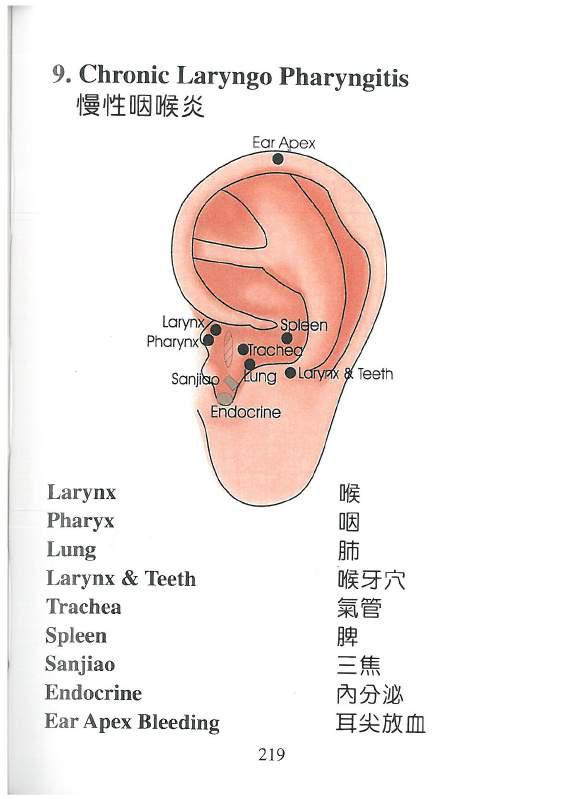 9. Chronic Laryngo Pharyngitis
慢性咽喉炎
Ear Apex
Larynx
Spleen
Pharynx
Trachea
Sanjiao
Lung
Larynx & Teeth
Endocrine
Larynx 喉
Pharyx 咽
Lung 肺
Larynx & Teeth 喉牙穴
Trachea 氣管
Spleen 脾
Sanjiao 三焦
Endocrine 內分泌
Ear Apex Bleeding 耳尖放血
219